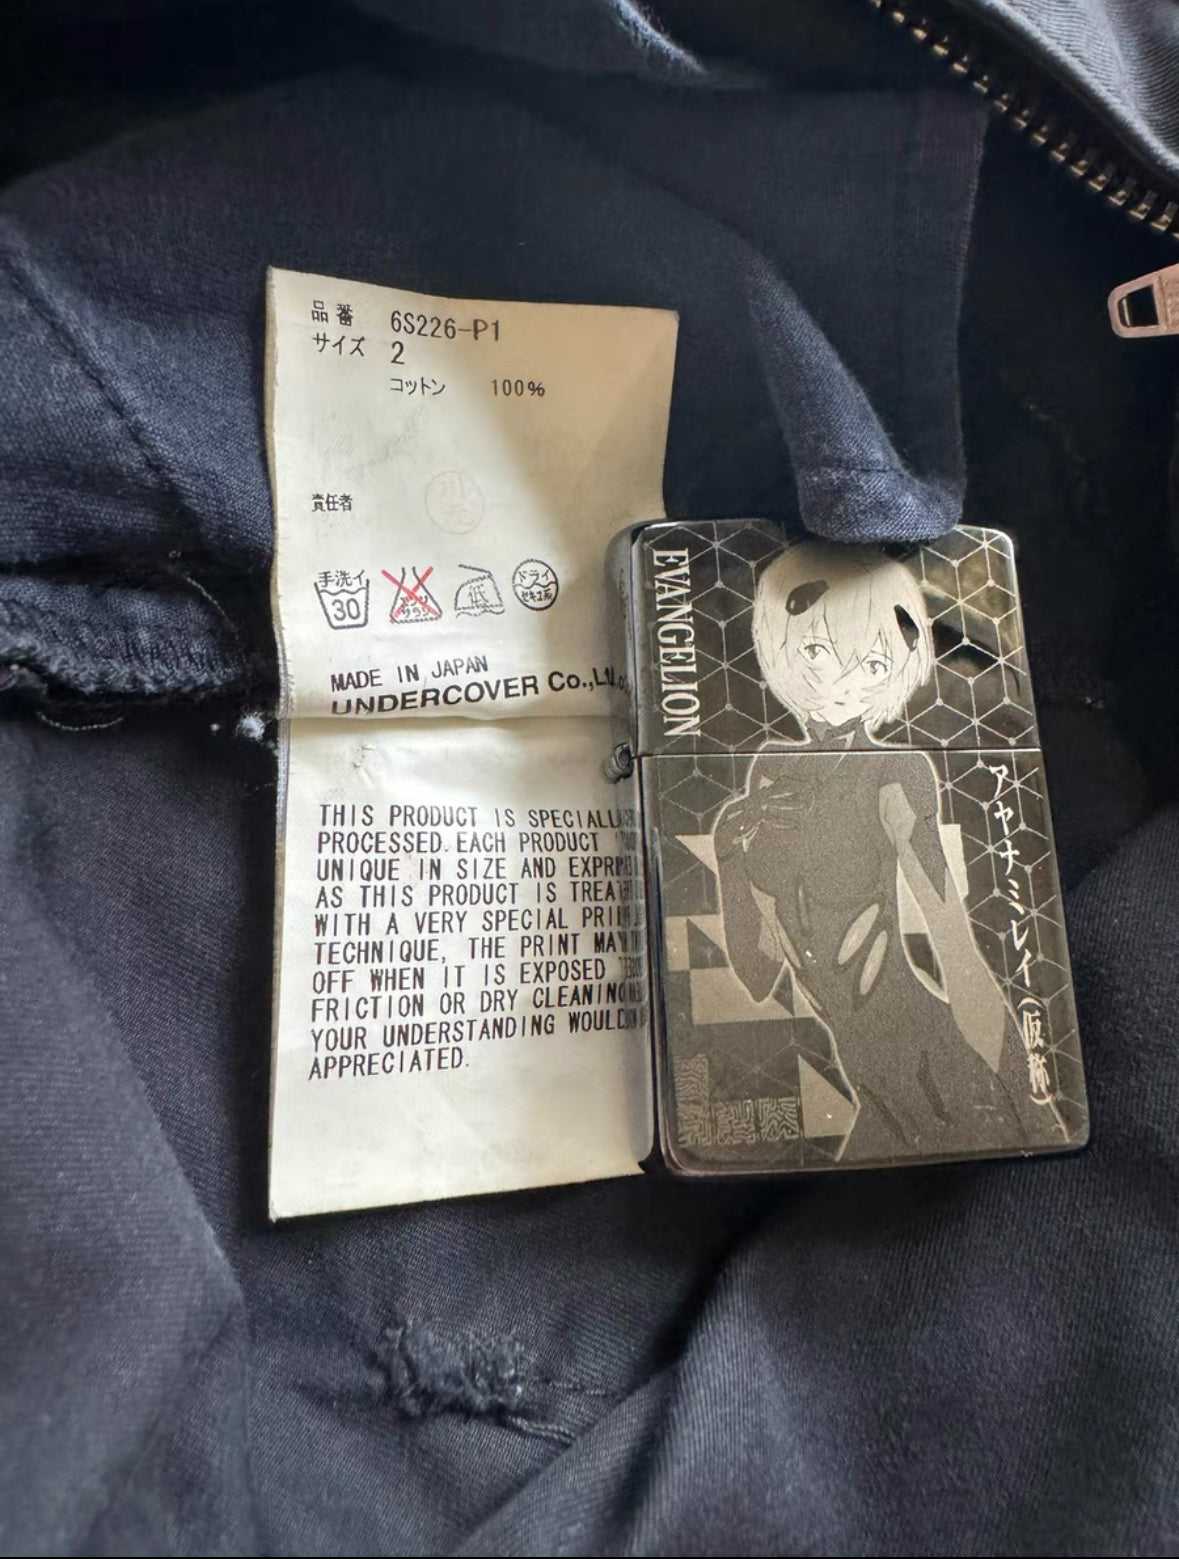 品番 6S226-P1
サイズ 2
コットン 100%
責任者
手洗イ
30
低
ドライ
MADE IN JAPAN
UNDERCOVER Co.,Lt
THIS PRODUCT IS SPECIALL
PROCESSED. EACH PRODUCT
UNIQUE IN SIZE AND
AS THIS PRODUCT IS
WITH A VERY SPECIAL
TECHNIQUE, THE PRINT
OFF WHEN IT IS EXPOSED
FRICTION OR DRY CLEANING
YOUR UNDERSTANDING WOULD
APPRECIATED.
EVANGELION
アヤナミレイ(仮称)